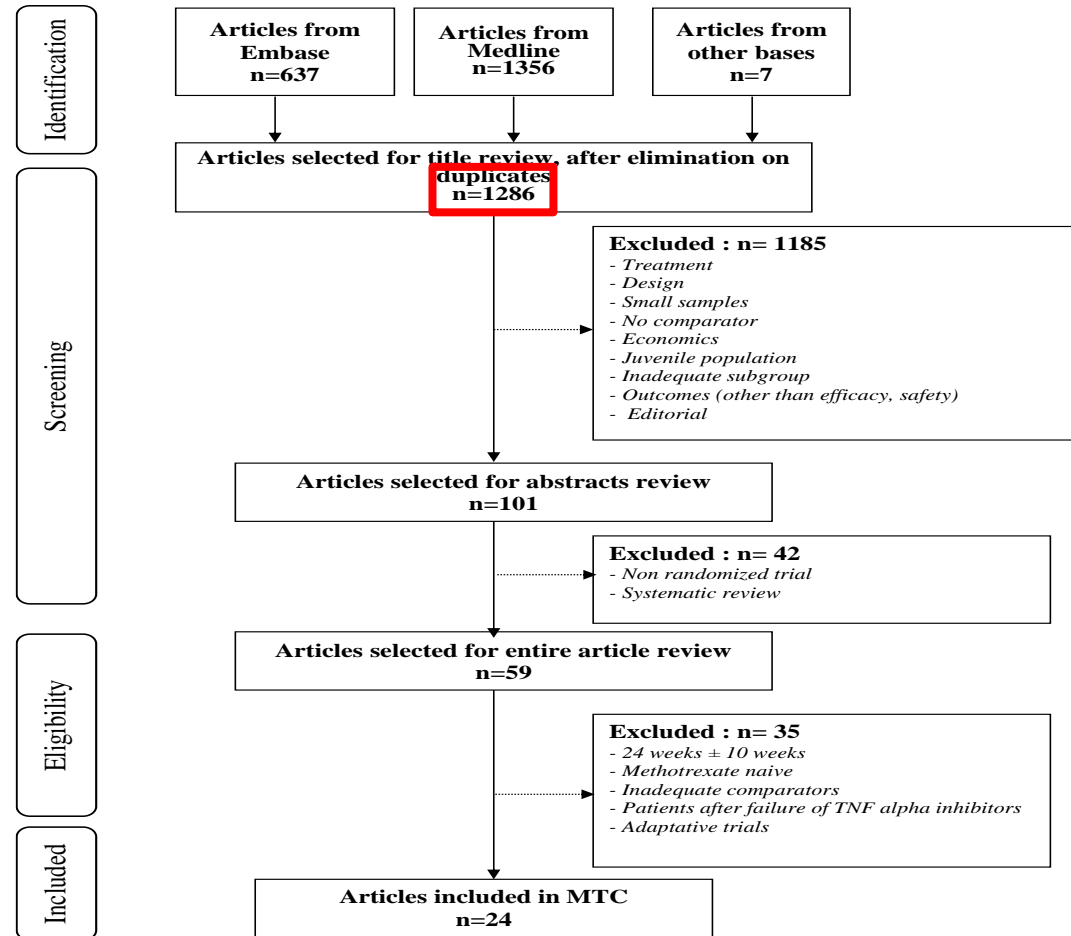 Identification
Articles from
Embase
n=637
Articles from
Medline
n=1356
Articles from
other bases
n=7
Articles selected for title review, after elimination on
duplicates
n=1286
Screening
Excluded : n= 1185
- Treatment
- Design
- Small samples
- No comparator
- Economics
- Juvenile population
- Inadequate subgroup
- Outcomes (other than efficacy, safety)
- Editorial
Articles selected for abstracts review
n=101
Excluded : n= 42
- Non randomized trial
- Systematic review
Eligibility
Articles selected for entire article review
n=59
Excluded : n= 35
- 24 weeks ± 10 weeks
- Methotrexate naive
- Inadequate comparators
- Patients after failure of TNF alpha inhibitors
- Adaptative trials
Included
Articles included in MTC
n=24